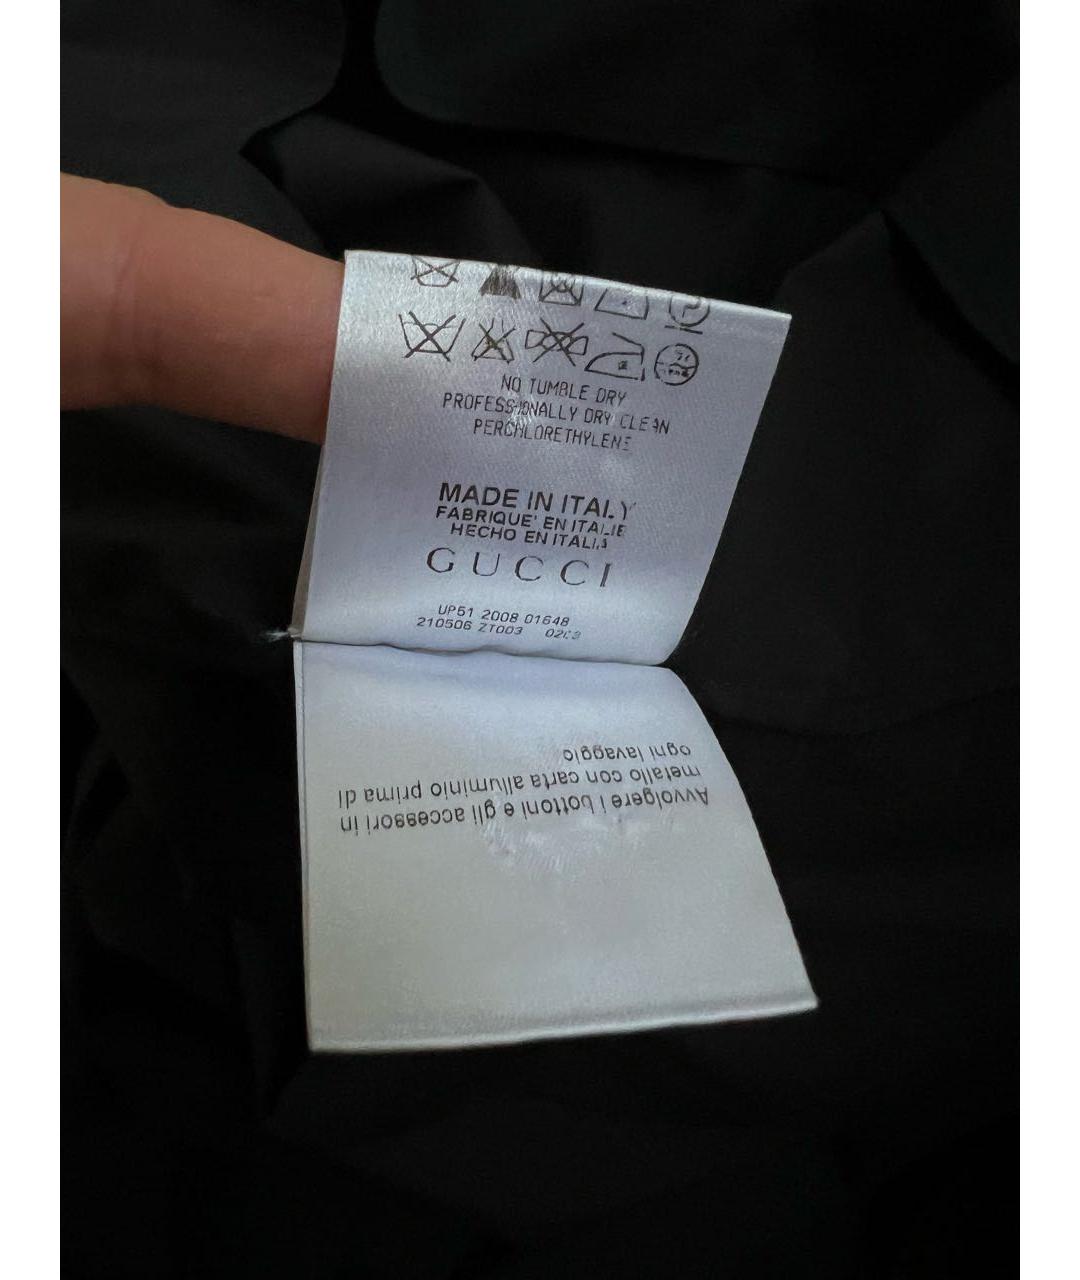 NO TUMBLE DRY
PROFESSIONALLY DRY CLEAN
PERCHLORETHYLENE
MADE IN ITALY
FABRIQUE' EN ITALIE
HECHO EN ITALIA
GUCCI
UP51 2008 01648
210506 ZT003
Avvolgere i bottoni e gli accessori in
metallo con carta alluminio prima di
ogni lavaggio